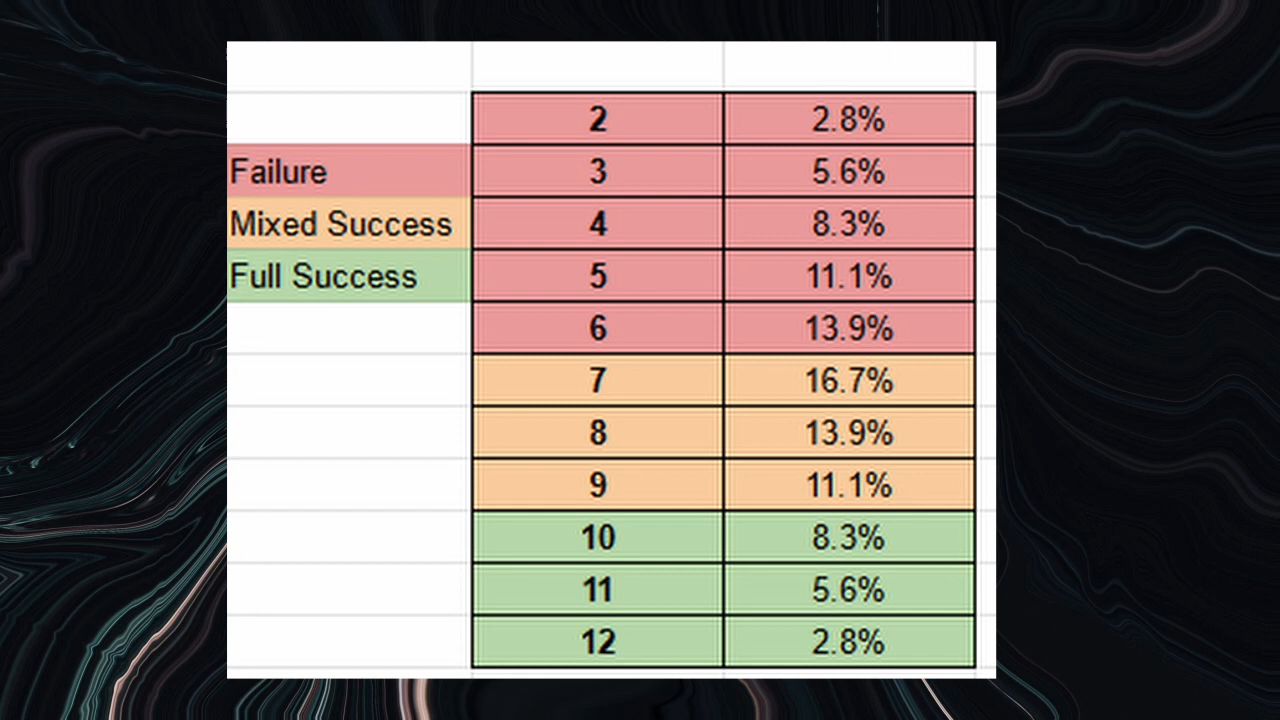 2 2.8%
Failure 3 5.6%
Mixed Success 4 8.3%
Full Success 5 11.1%
6 13.9%
7 16.7%
8 13.9%
9 11.1%
10 8.3%
11 5.6%
12 2.8%